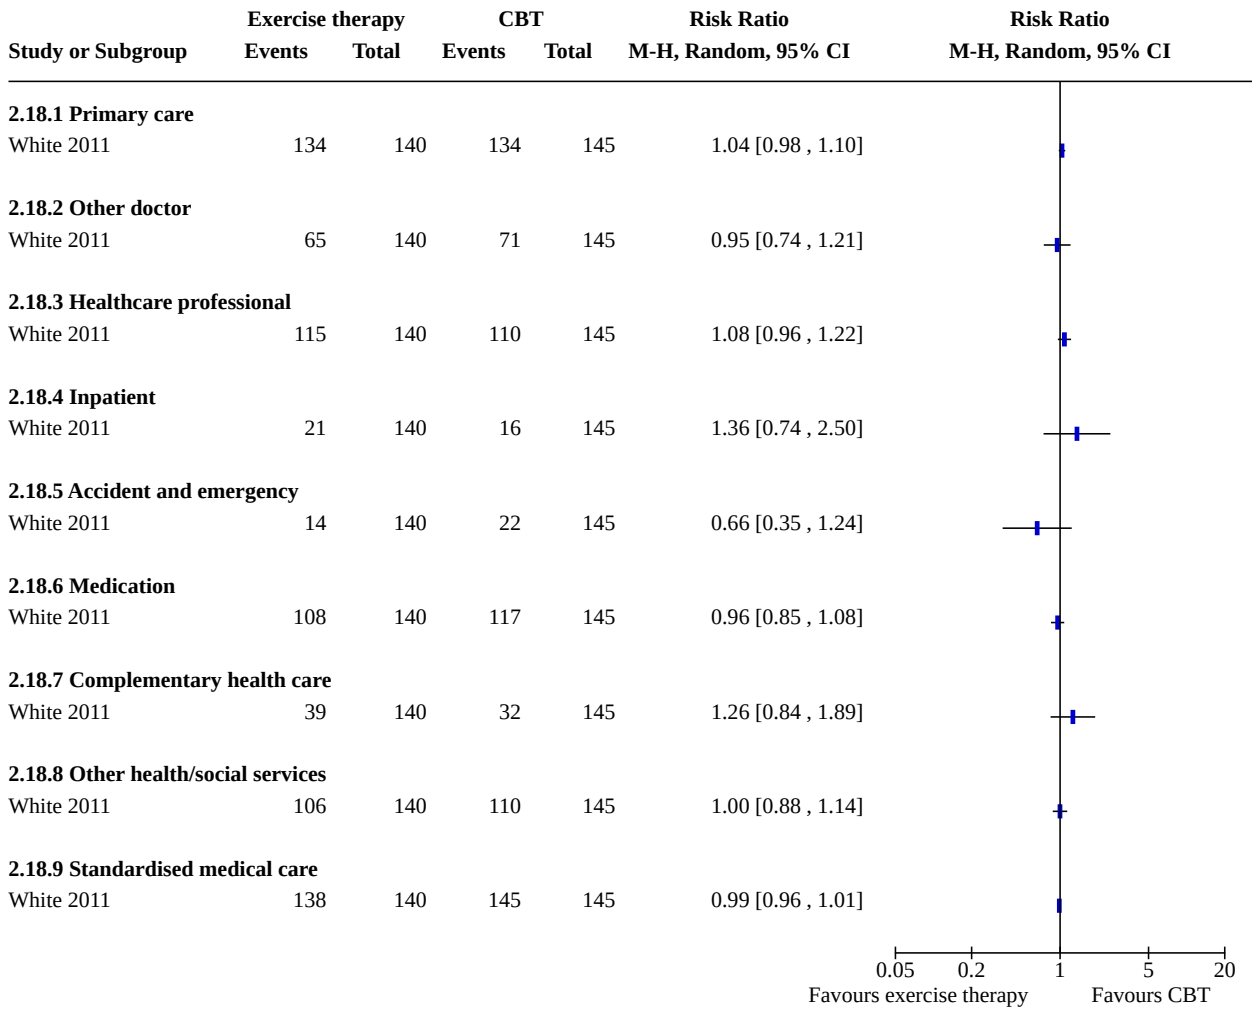 Exercise therapy CBT Risk Ratio Risk Ratio
Study or Subgroup Events Total Events Total M-H, Random, 95% CI M-H, Random, 95% CI
2.18.1 Primary care
White 2011 134 140 134 145 1.04 [0.98 , 1.10]
2.18.2 Other doctor
White 2011 65 140 71 145 0.95 [0.74 , 1.21]
2.18.3 Healthcare professional
White 2011 115 140 110 145 1.08 [0.96 , 1.22]
2.18.4 Inpatient
White 2011 21 140 16 145 1.36 [0.74 , 2.50]
2.18.5 Accident and emergency
White 2011 14 140 22 145 0.66 [0.35 , 1.24]
2.18.6 Medication
White 2011 108 140 117 145 0.96 [0.85 , 1.08]
2.18.7 Complementary health care
White 2011 39 140 32 145 1.26 [0.84 , 1.89]
2.18.8 Other health/social services
White 2011 106 140 110 145 1.00 [0.88 , 1.14]
2.18.9 Standardised medical care
White 2011 138 140 145 145 0.99 [0.96 , 1.01]
0.05 0.2 1 5 20
Favours exercise therapy Favours CBT